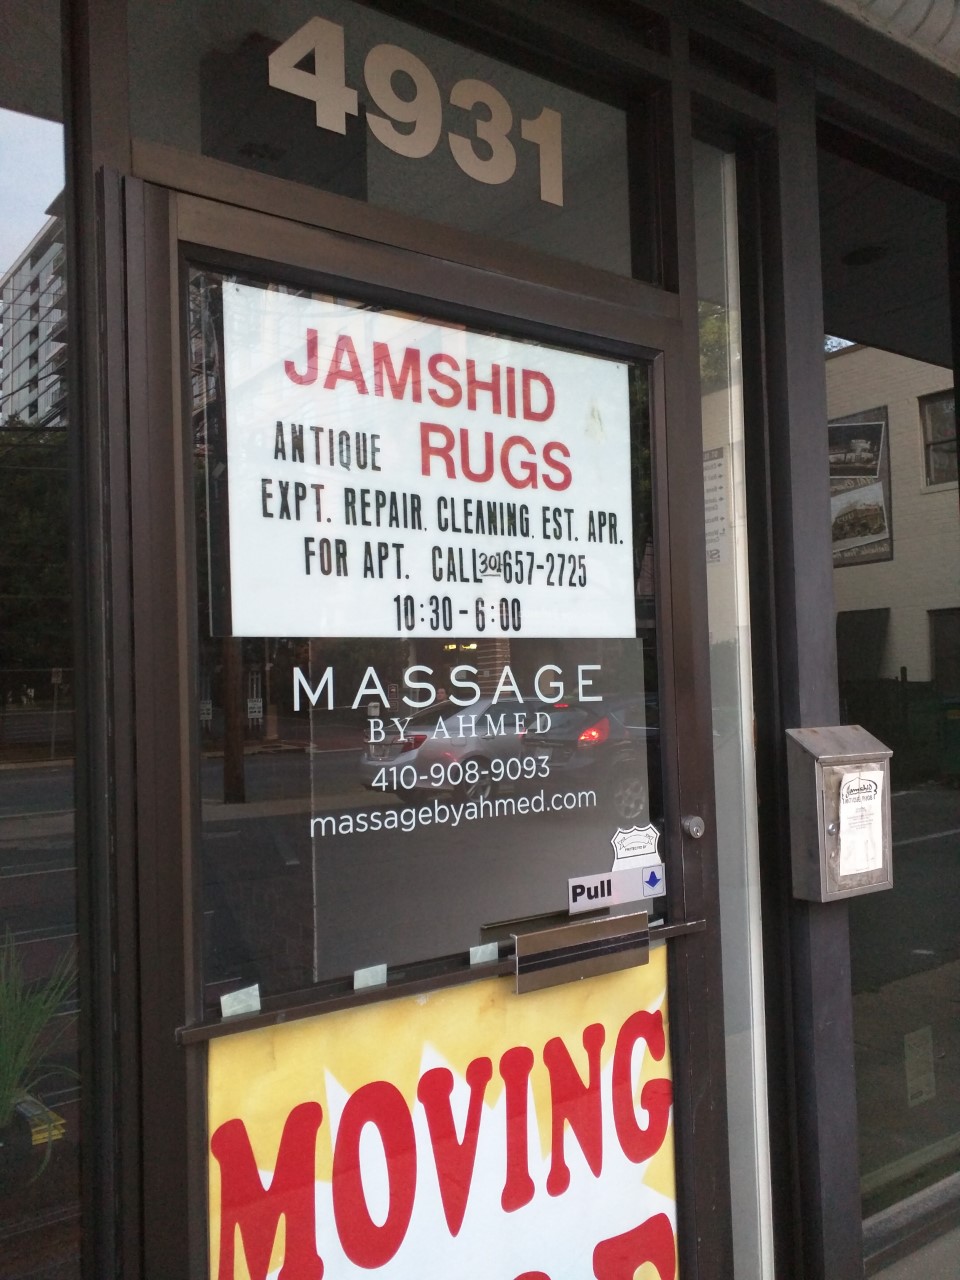 4931
JAMSHID
ANTIQUE RUGS
EXPT. REPAIR. CLEANING. EST. APR.
FOR APT. CALL 301 657-2725
10:30-6:00
MASSAGE
BY AHMED
410-908-9093
massagebyahmed.com
Pull
MOVING